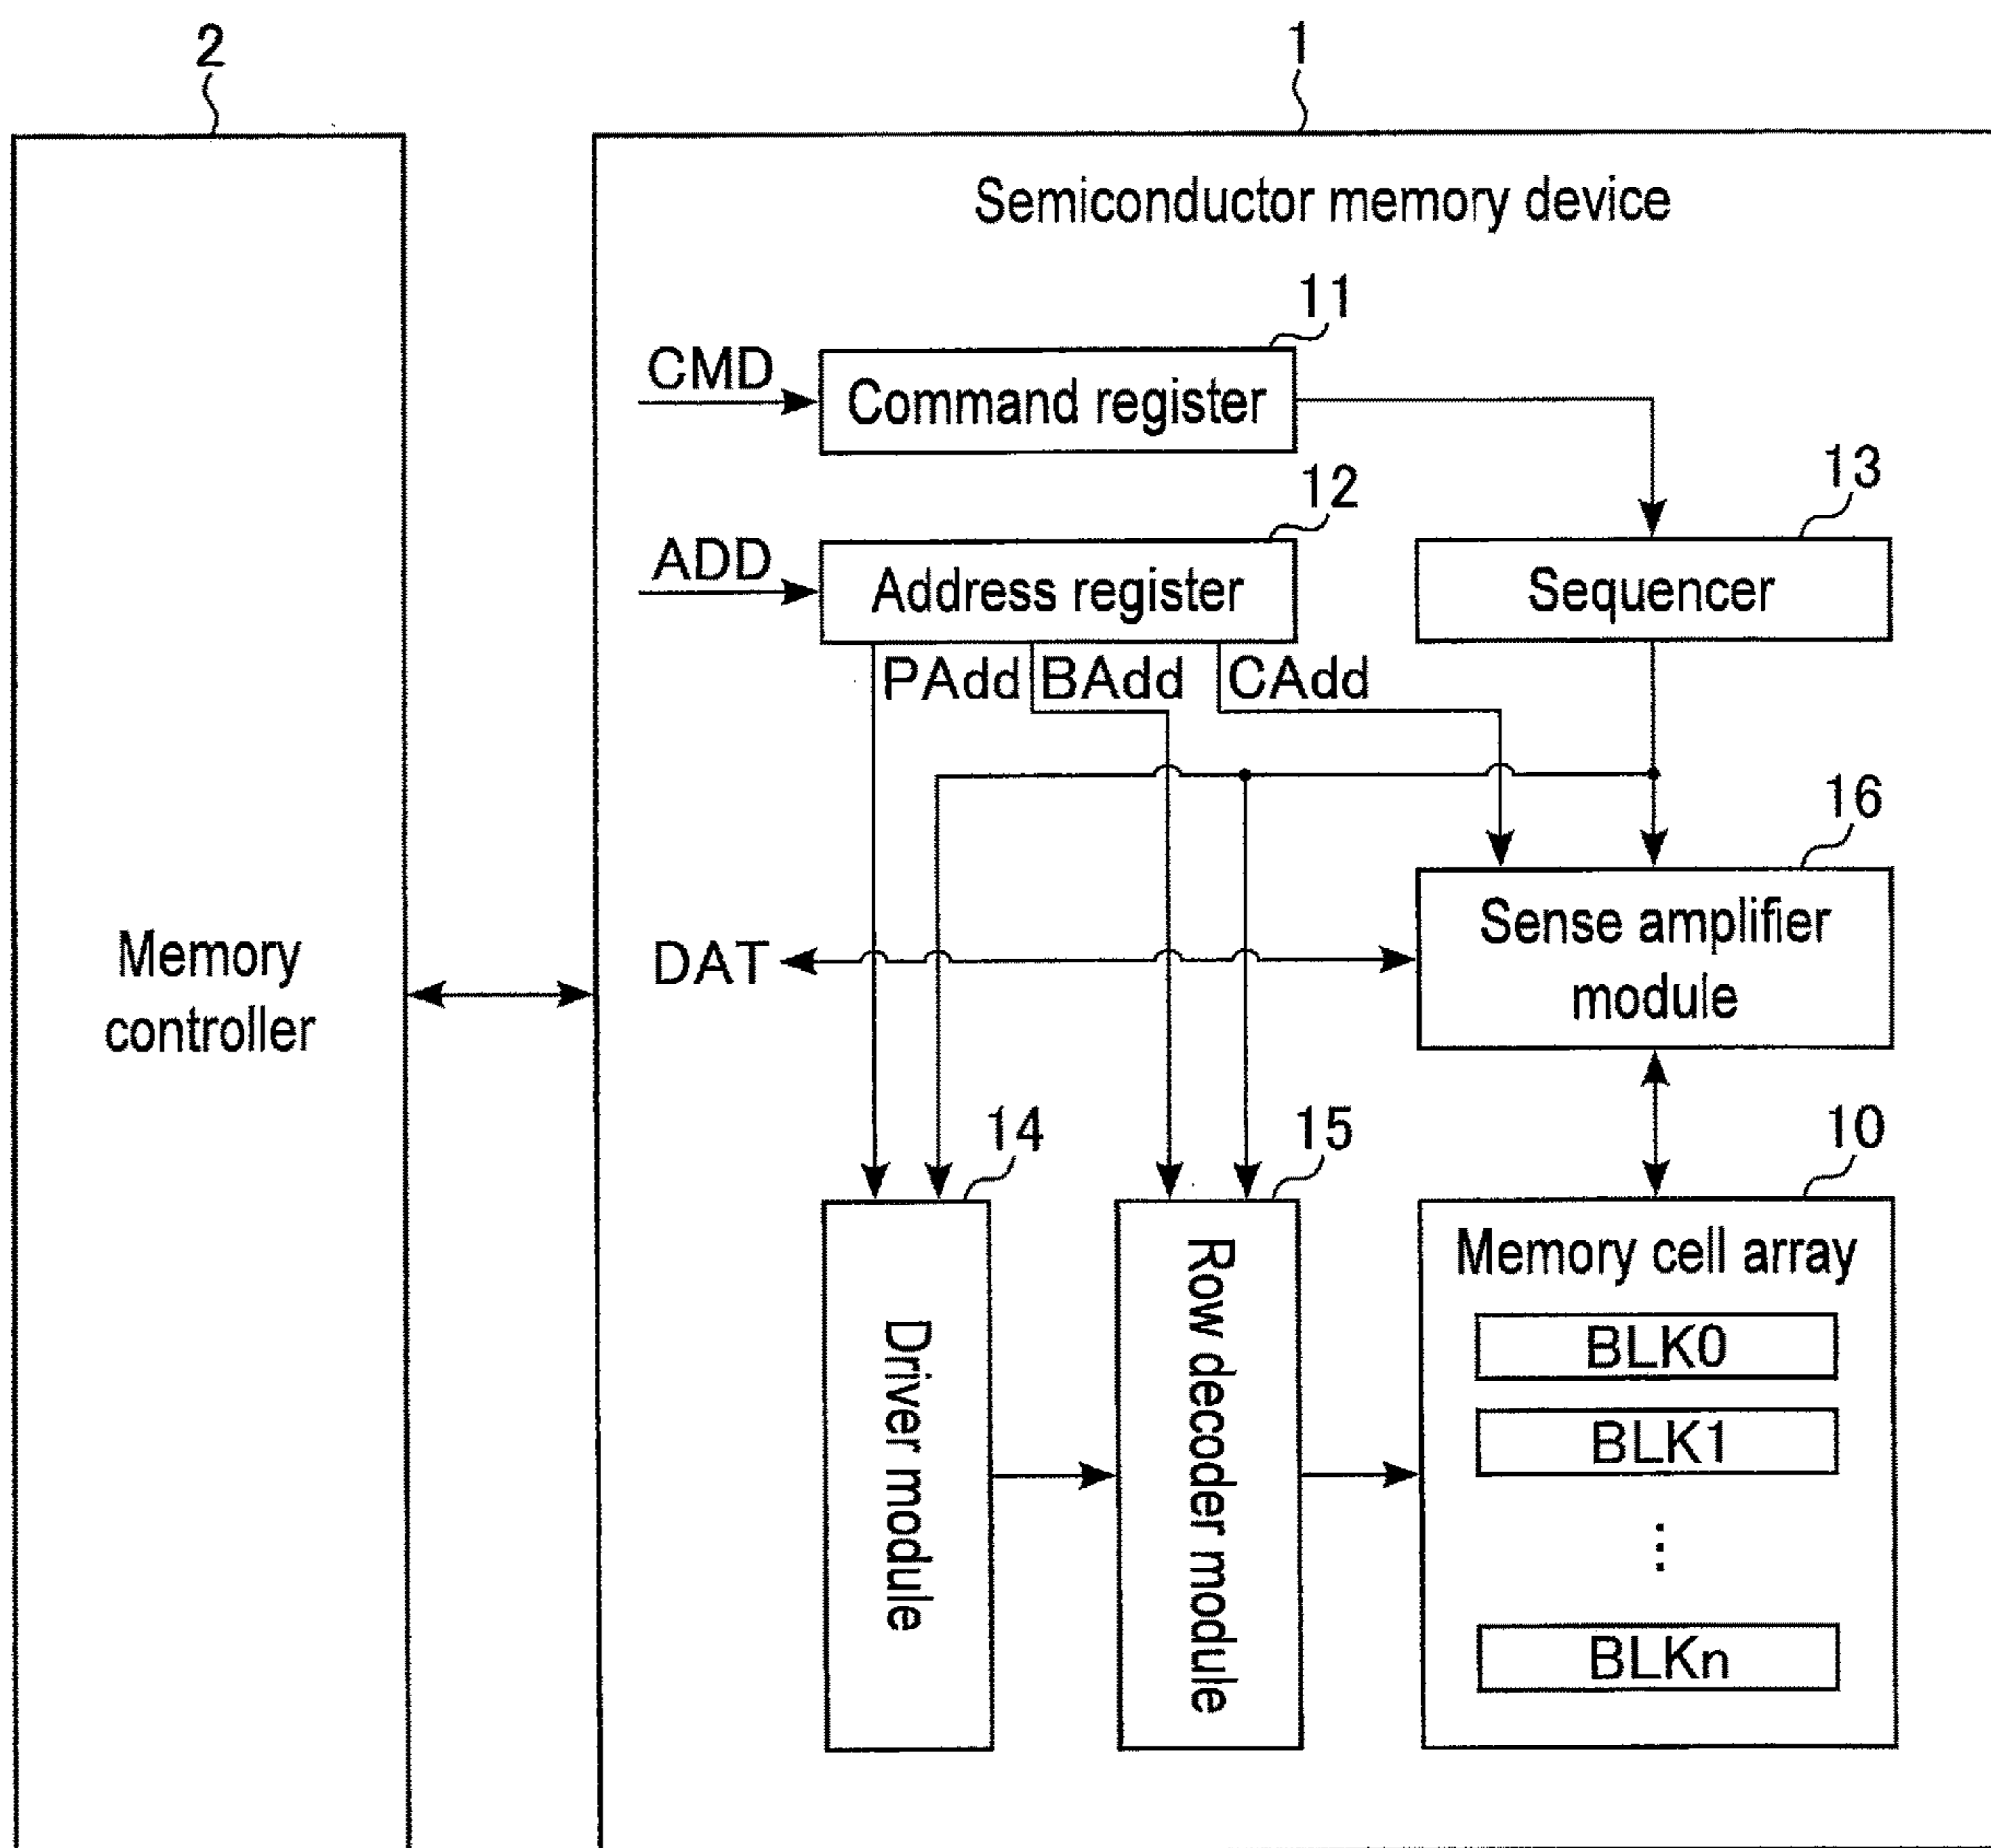 2
1
Semiconductor memory device
11
CMD
Command register
12
13
ADD
Address register
Sequencer
PAdd
BAdd
CAdd
16
Sense amplifier
module
DAT
Memory
controller
14
15
10
Driver module
Row decoder module
Memory cell array
BLK0
BLK1
⋮
BLKn